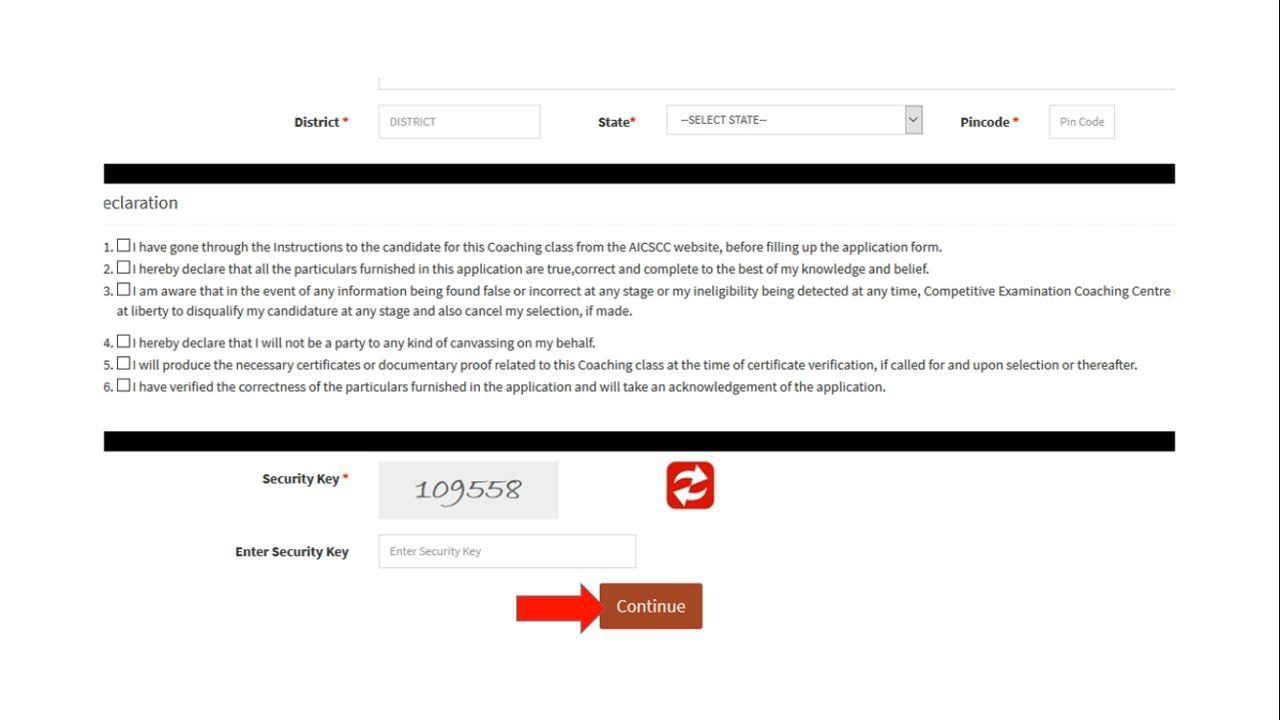 District * DISTRICT State* --SELECT STATE-- Pincode * Pin Code
eclaration
1. I have gone through the Instructions to the candidate for this Coaching class from the AICSCC website, before filling up the application form.
2. I hereby declare that all the particulars furnished in this application are true,correct and complete to the best of my knowledge and belief.
3. I am aware that in the event of any information being found false or incorrect at any stage or my ineligibility being detected at any time, Competitive Examination Coaching Centre
at liberty to disqualify my candidature at any stage and also cancel my selection, if made.
4. I hereby declare that I will not be a party to any kind of canvassing on my behalf.
5. I will produce the necessary certificates or documentary proof related to this Coaching class at the time of certificate verification, if called for and upon selection or thereafter.
6. I have verified the correctness of the particulars furnished in the application and will take an acknowledgement of the application.
Security Key * 109558
Enter Security Key Enter Security Key
Continue